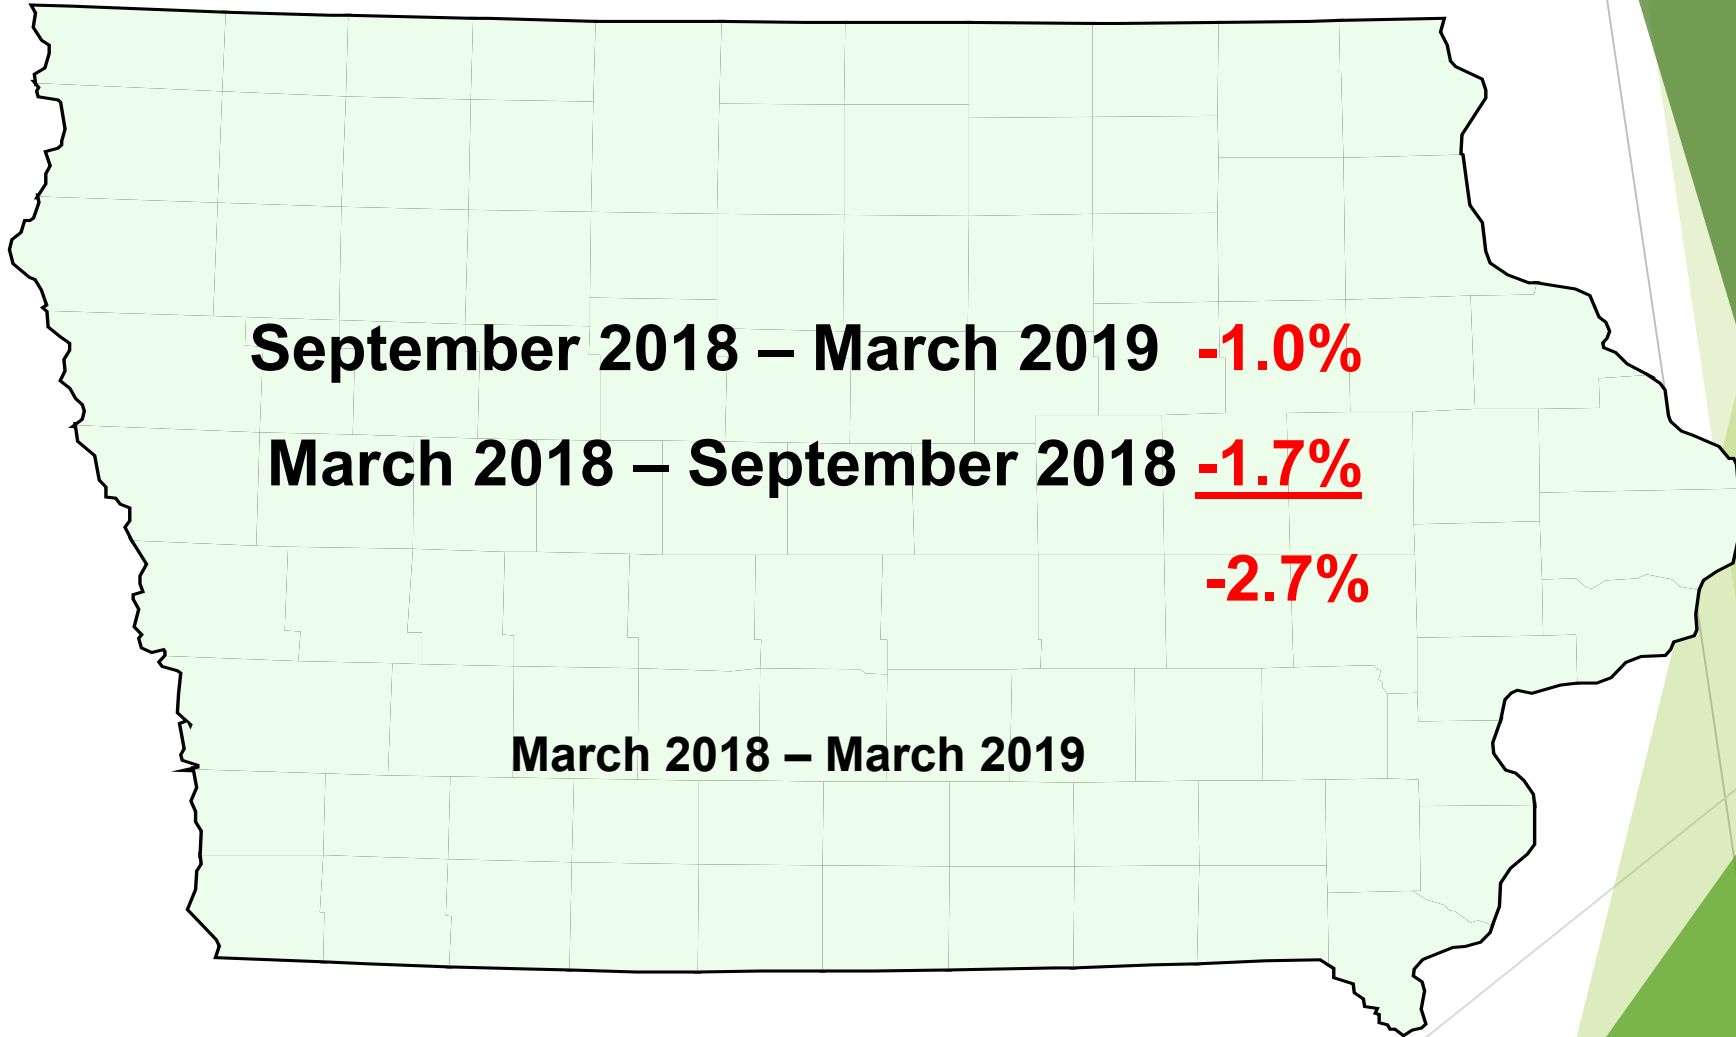 September 2018 – March 2019 -1.0%
March 2018 – September 2018 -1.7%
-2.7%
March 2018 – March 2019